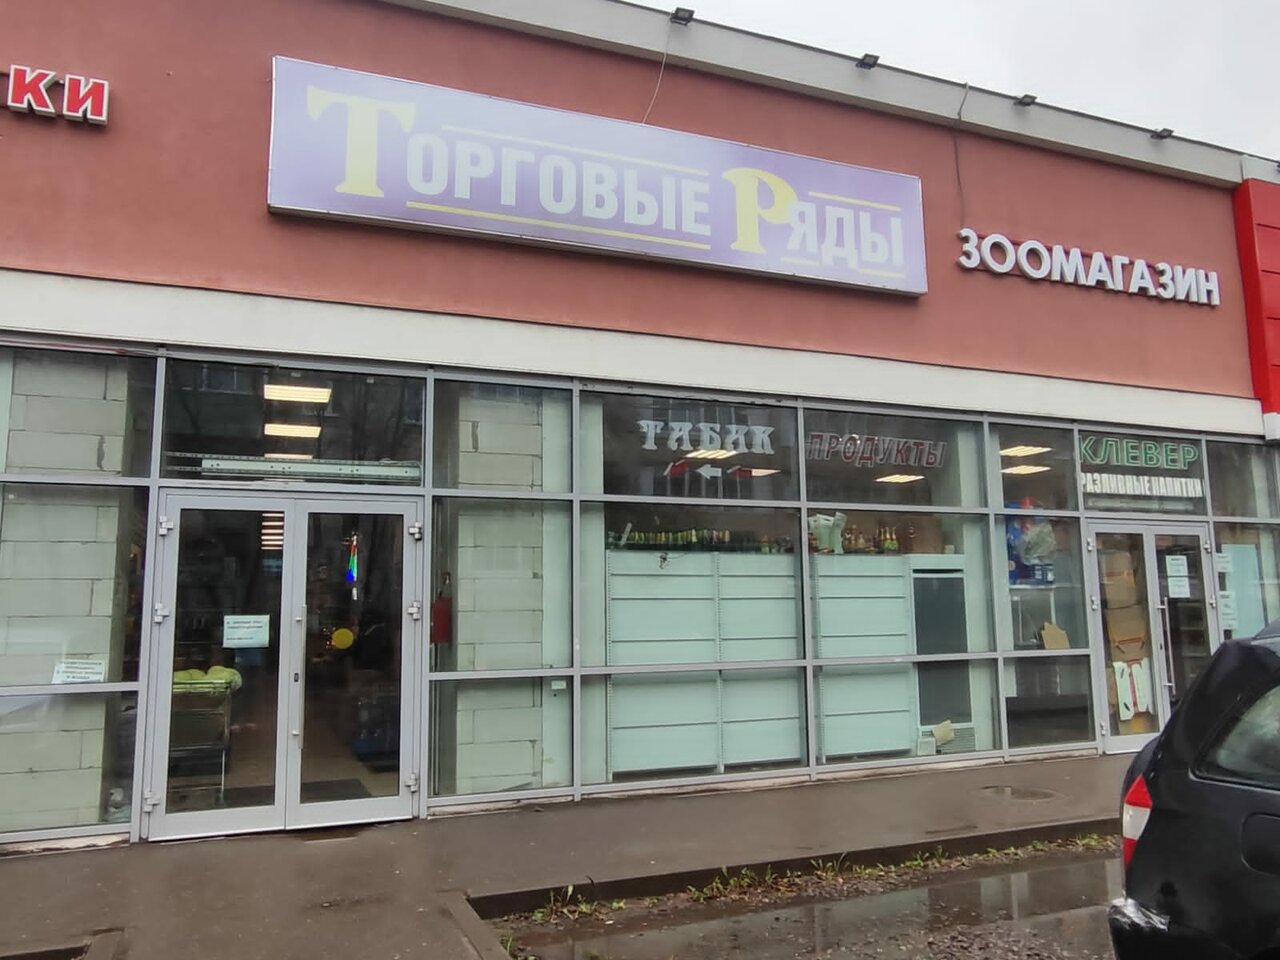 ки
Торговые Ряды
ЗООМАГАЗИН
ТАБАК
ПРОДУКТЫ
КЛЕВЕР
РАЗЛИВНЫЕ НАПИТКИ